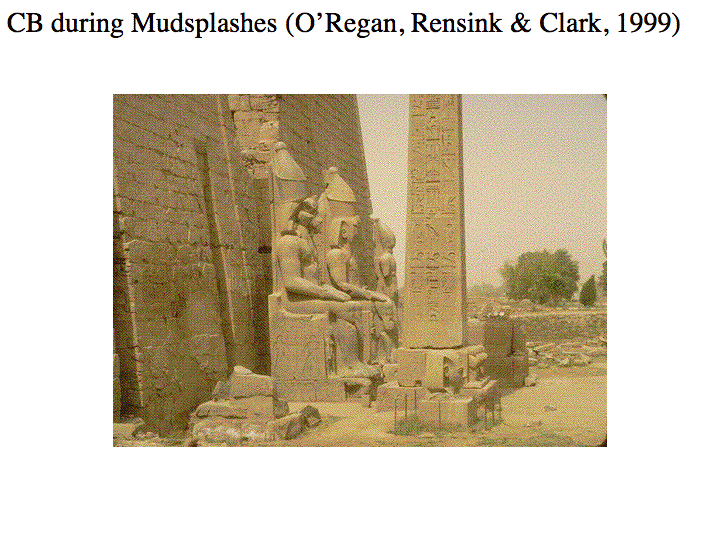 CB during Mudsplashes (O’Regan, Rensink & Clark, 1999)